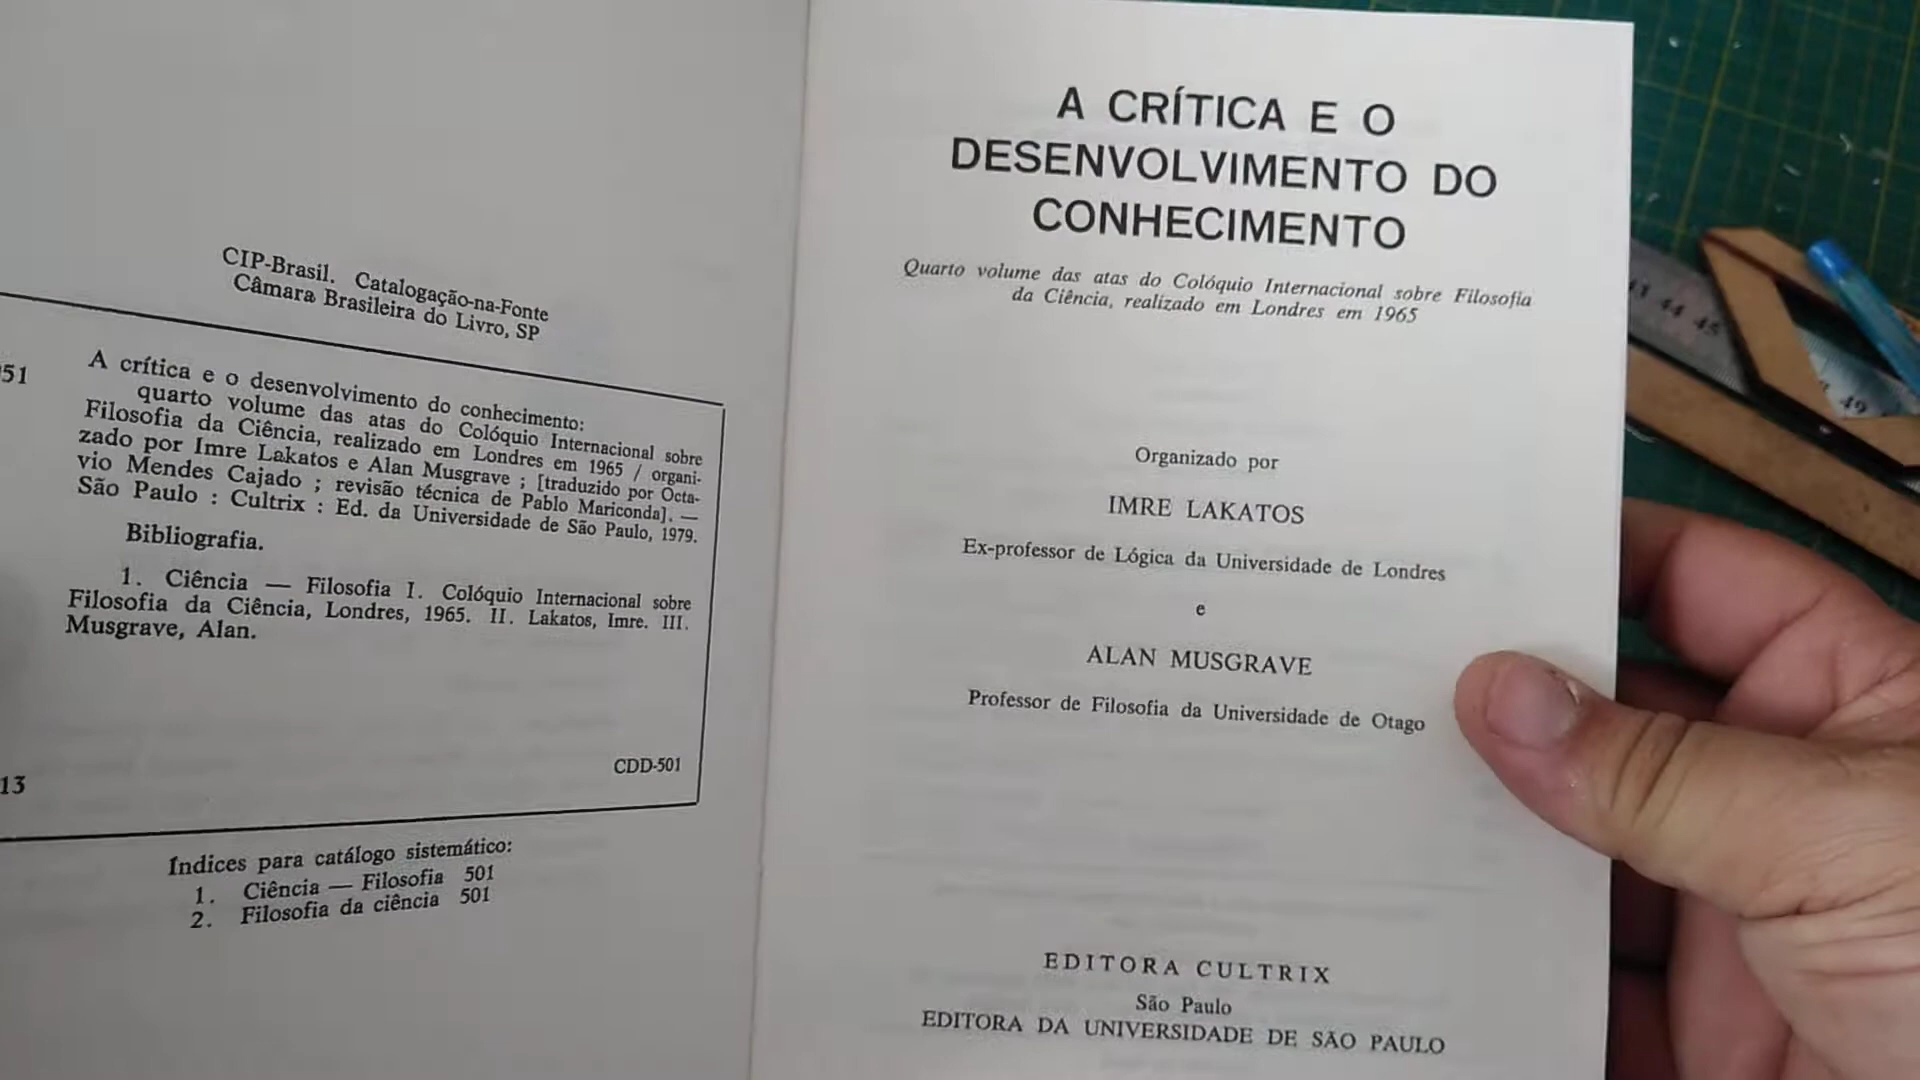 CIP-Brasil. Catalogação-na-Fonte
Câmara Brasileira do Livro, SP
51
A crítica e o desenvolvimento do conhecimento:
quarto volume das atas do Colóquio Internacional sobre
Filosofia da Ciência, realizado em Londres em 1965 / organi-
zado por Imre Lakatos e Alan Musgrave ; [traduzido por Octa-
vio Mendes Cajado ; revisão técnica de Pablo Mariconda]. —
São Paulo : Cultrix : Ed. da Universidade de São Paulo, 1979.
Bibliografia.
1. Ciência — Filosofia I. Colóquio Internacional sobre
Filosofia da Ciência, Londres, 1965. II. Lakatos, Imre. III.
Musgrave, Alan.
CDD-501
13
Índices para catálogo sistemático:
1. Ciência — Filosofia 501
2. Filosofia da ciência 501
A CRÍTICA E O
DESENVOLVIMENTO DO
CONHECIMENTO
Quarto volume das atas do Colóquio Internacional sobre Filosofia
da Ciência, realizado em Londres em 1965
Organizado por
IMRE LAKATOS
Ex-professor de Lógica da Universidade de Londres
e
ALAN MUSGRAVE
Professor de Filosofia da Universidade de Otago
EDITORA CULTRIX
São Paulo
EDITORA DA UNIVERSIDADE DE SÃO PAULO
44 45
49